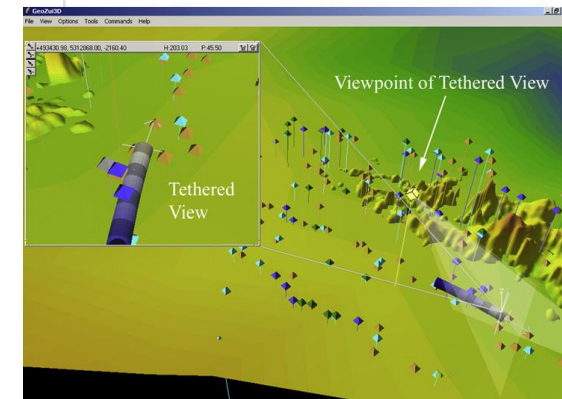 GeoZui3D
File View Options Tools Commands Help
+493430.98, 5312868.00, -2160.40 H:203.03 P:45.50
Viewpoint of Tethered View
Tethered
View